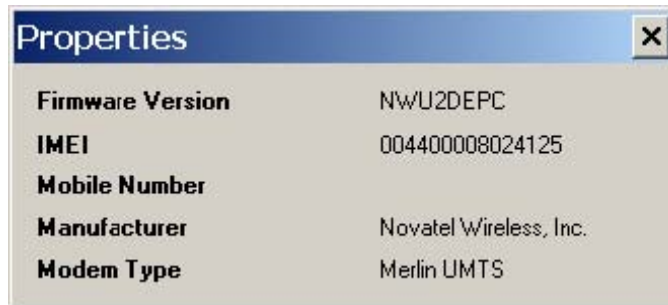 Properties
Firmware Version NWU2DEPC
IMEI 004400008024125
Mobile Number
Manufacturer Novatel Wireless, Inc.
Modem Type Merlin UMTS